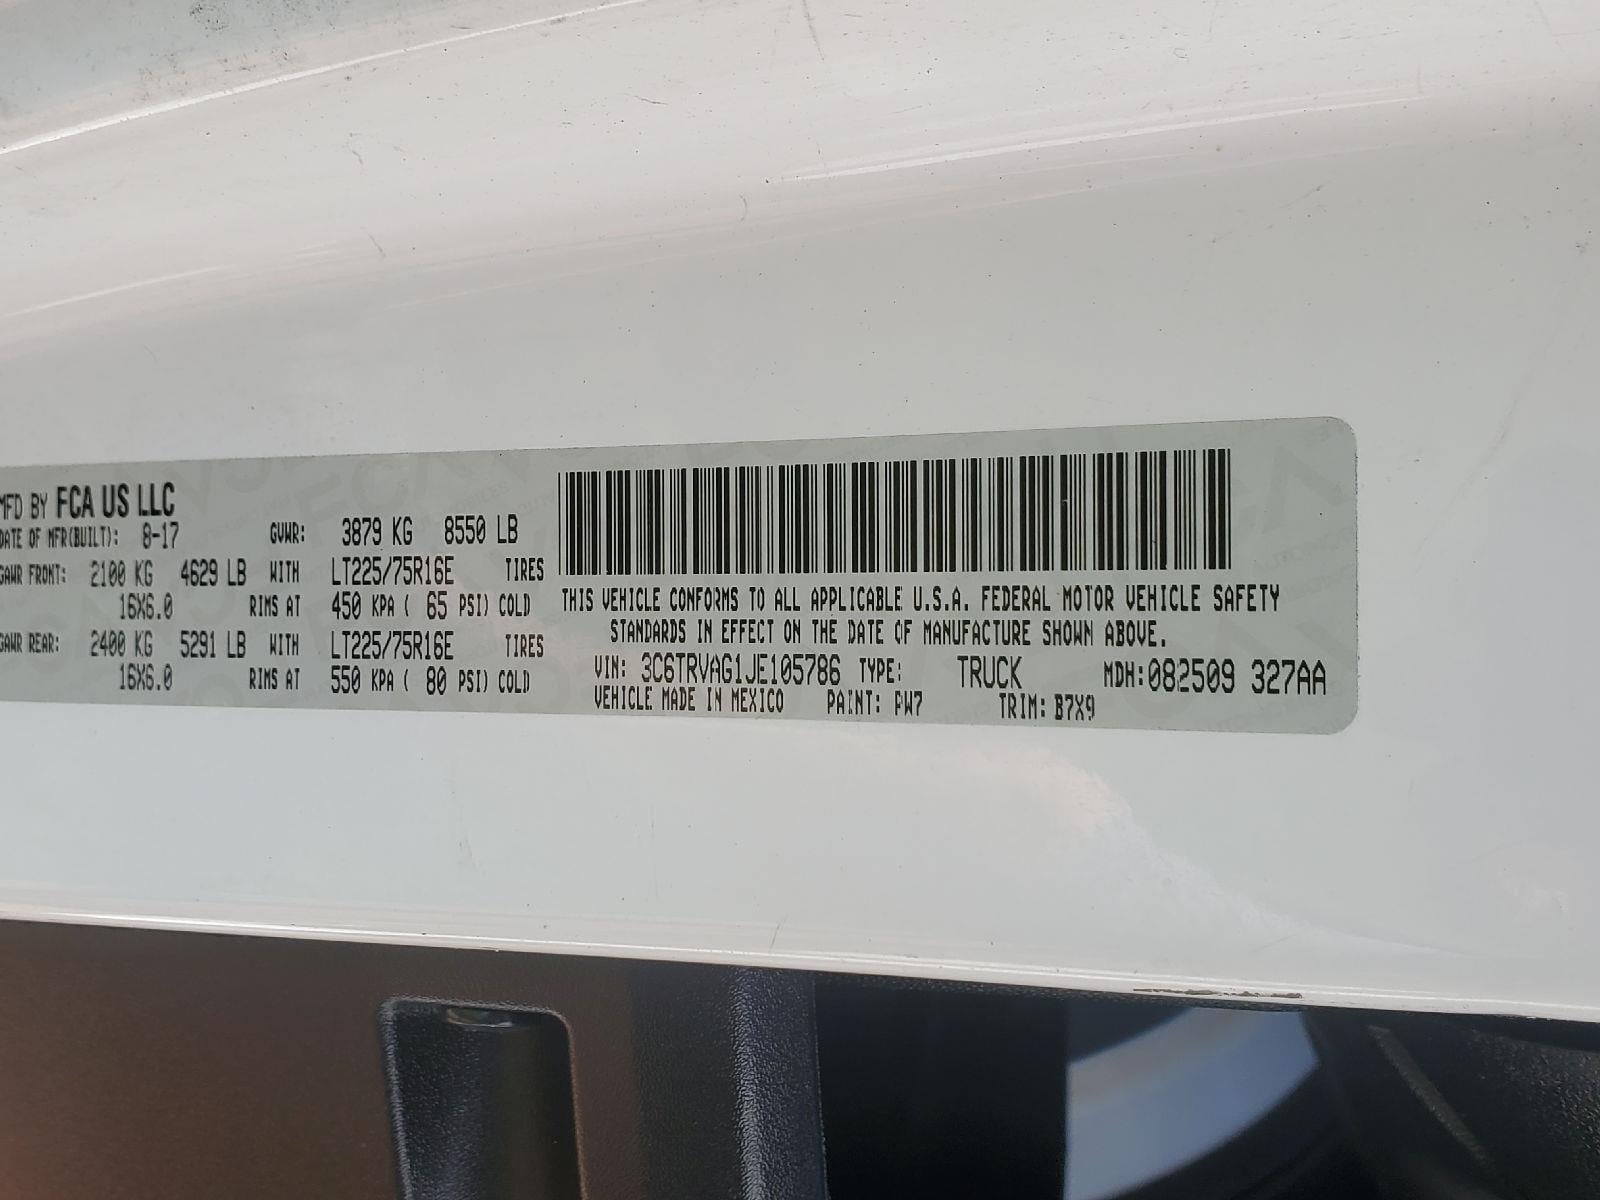 MFD BY FCA US LLC
DATE OF MFR(BUILT): 8-17 GVWR: 3879 KG 8550 LB
GAWR FRONT: 2100 KG 4629 LB WITH LT225/75R16E TIRES
16X6.0 RIMS AT 450 KPA ( 65 PSI) COLD
GAWR REAR: 2400 KG 5291 LB WITH LT225/75R16E TIRES
16X6.0 RIMS AT 550 KPA ( 80 PSI) COLD
THIS VEHICLE CONFORMS TO ALL APPLICABLE U.S.A. FEDERAL MOTOR VEHICLE SAFETY
STANDARDS IN EFFECT ON THE DATE OF MANUFACTURE SHOWN ABOVE.
VIN: 3C6TRVAG1JE105786 TYPE: TRUCK MDH:082509 327AA
VEHICLE MADE IN MEXICO PAINT: PW7 TRIM: B7X9